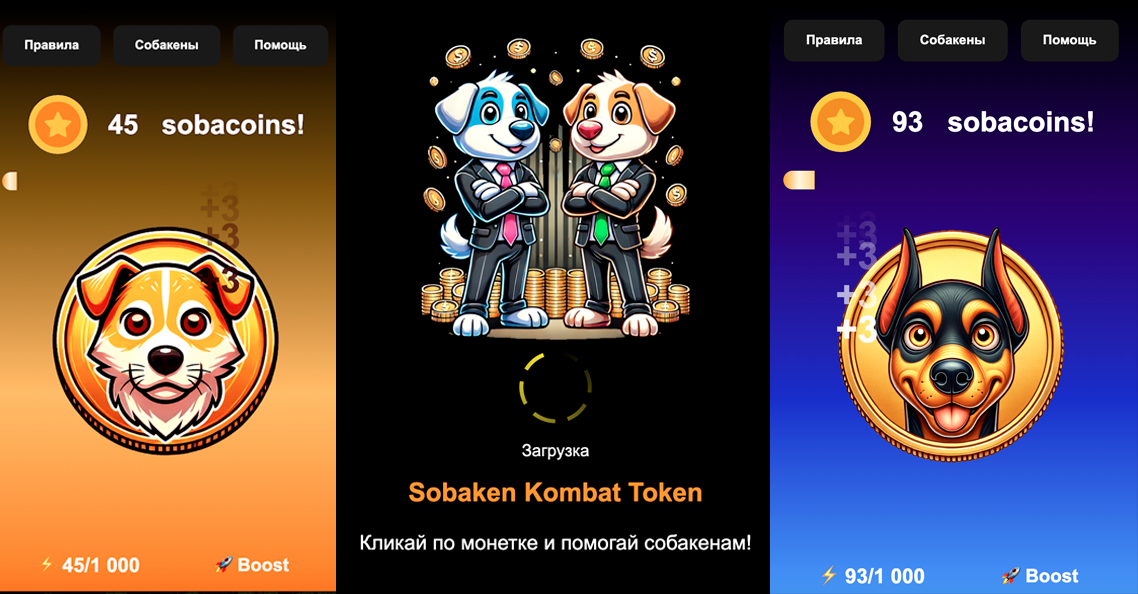 Правила
Собакены
Помощь
45 sobacoins!
+3
+3
+3
45/1 000
Boost
Загрузка
Sobaken Kombat Token
Кликай по монетке и помогай собакенам!
Правила
Собакены
Помощь
93 sobacoins!
+3
+3
+3
+3
93/1 000
Boost